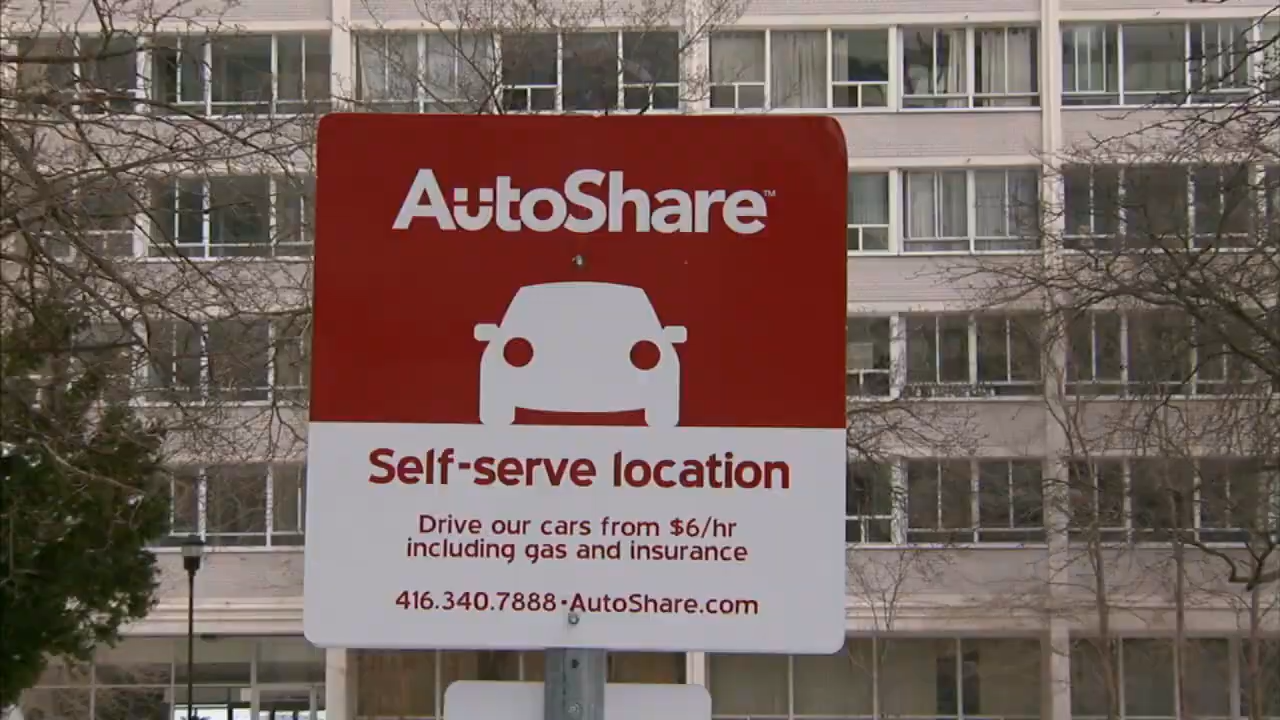 AutoShare™
Self-serve location
Drive our cars from $6/hr
including gas and insurance
416.340.7888·AutoShare.com